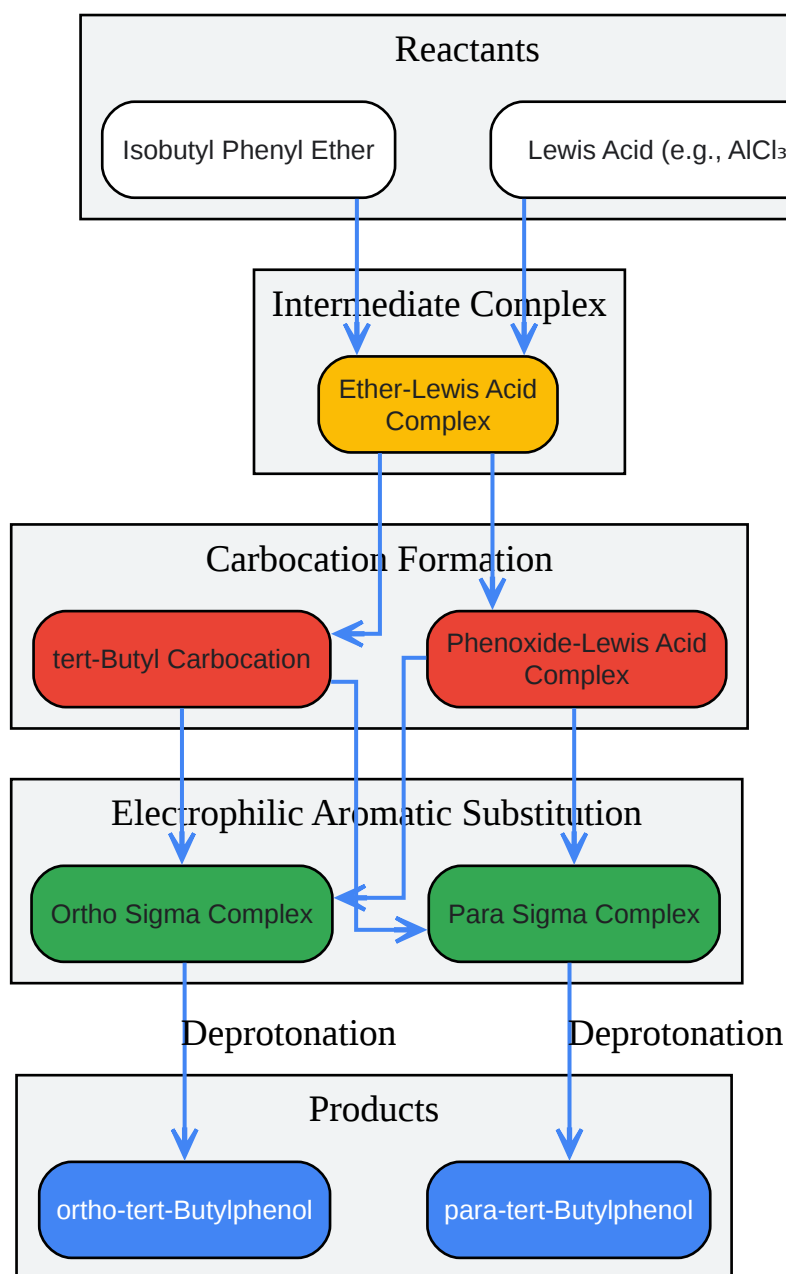 Reactants
Isobutyl Phenyl Ether
Lewis Acid (e.g., AlCl₃
Intermediate Complex
Ether-Lewis Acid
Complex
Carbocation Formation
tert-Butyl Carbocation
Phenoxide-Lewis Acid
Complex
Electrophilic Aromatic Substitution
Ortho Sigma Complex
Para Sigma Complex
Deprotonation
Deprotonation
Products
ortho-tert-Butylphenol
para-tert-Butylphenol